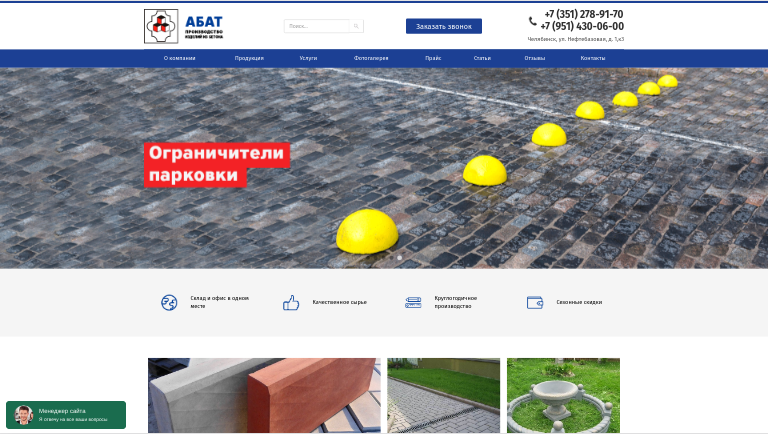 АБАТ
ПРОИЗВОДСТВО
ИЗДЕЛИЙ ИЗ БЕТОНА
Поиск...
Заказать звонок
+7 (351) 278-91-70
+7 (951) 430-06-00
Челябинск, ул. Нефтебазовая, д. 1,к3
О компании
Продукция
Услуги
Фотогалерея
Прайс
Статьи
Отзывы
Контакты
Ограничители
парковки
Склад и офис в одном
месте
Качественное сырье
Круглогодичное
производство
Сезонные скидки
Менеджер сайта
Я отвечу на все ваши вопросы